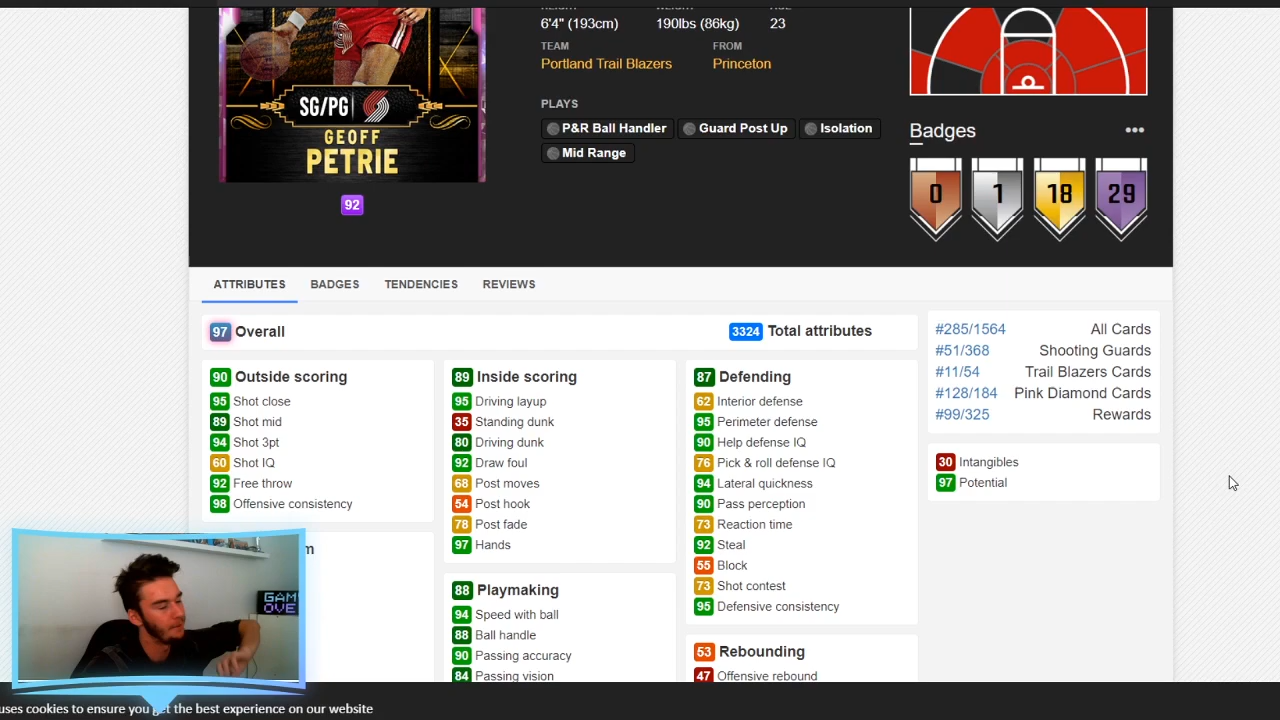 6'4" (193cm) 190lbs (86kg) 23
TEAM FROM
Portland Trail Blazers Princeton
PLAYS
P&R Ball Handler Guard Post Up Isolation
Mid Range
SG/PG
GEOFF
PETRIE
92
Badges
0 1 18 29
ATTRIBUTES BADGES TENDENCIES REVIEWS
97 Overall 3324 Total attributes
90 Outside scoring
95 Shot close
89 Shot mid
94 Shot 3pt
60 Shot IQ
92 Free throw
98 Offensive consistency
m
89 Inside scoring
95 Driving layup
35 Standing dunk
80 Driving dunk
92 Draw foul
68 Post moves
54 Post hook
78 Post fade
97 Hands
88 Playmaking
94 Speed with ball
88 Ball handle
90 Passing accuracy
84 Passing vision
87 Defending
62 Interior defense
95 Perimeter defense
90 Help defense IQ
76 Pick & roll defense IQ
94 Lateral quickness
90 Pass perception
73 Reaction time
92 Steal
55 Block
73 Shot contest
95 Defensive consistency
53 Rebounding
47 Offensive rebound
#285/1564 All Cards
#51/368 Shooting Guards
#11/54 Trail Blazers Cards
#128/184 Pink Diamond Cards
#99/325 Rewards
30 Intangibles
97 Potential
GAME
OVE
uses cookies to ensure you get the best experience on our website